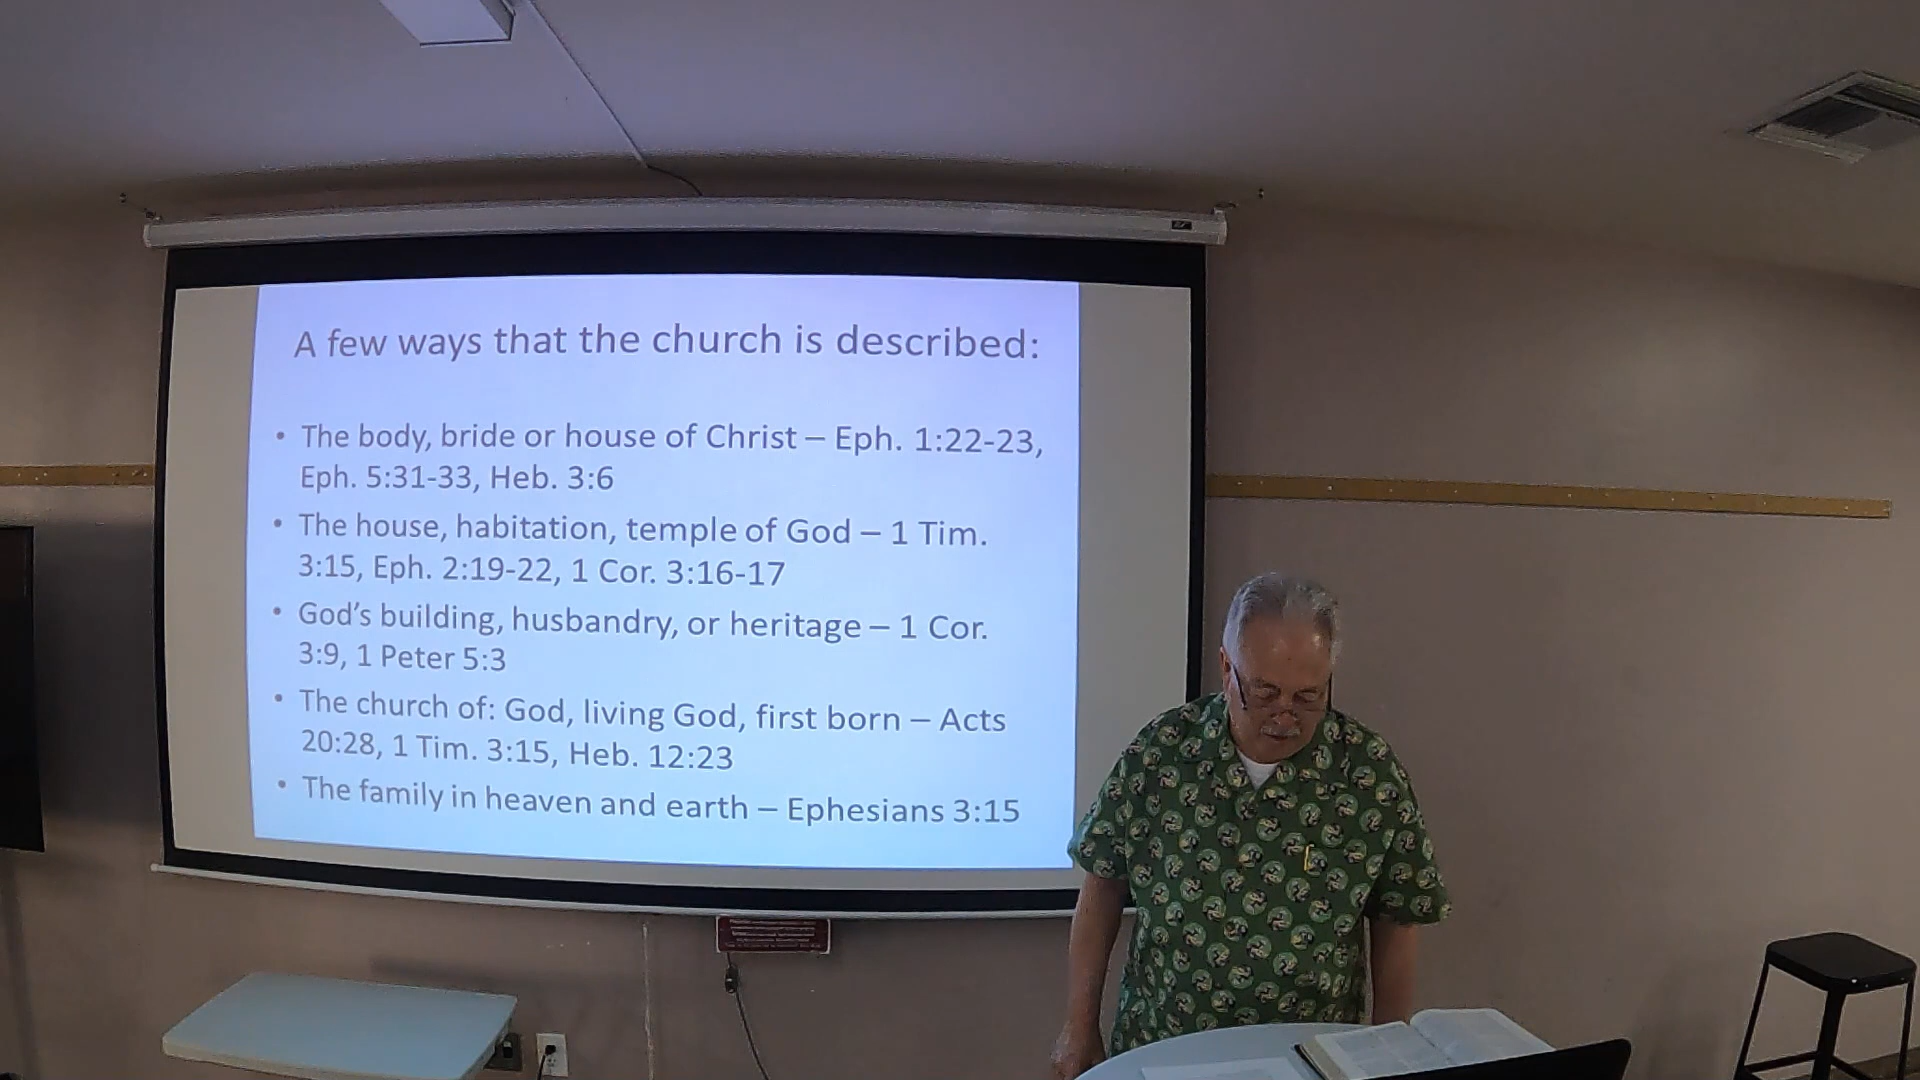 A few ways that the church is described:
• The body, bride or house of Christ – Eph. 1:22-23,
Eph. 5:31-33, Heb. 3:6
• The house, habitation, temple of God – 1 Tim.
3:15, Eph. 2:19-22, 1 Cor. 3:16-17
• God's building, husbandry, or heritage – 1 Cor.
3:9, 1 Peter 5:3
• The church of: God, living God, first born – Acts
20:28, 1 Tim. 3:15, Heb. 12:23
• The family in heaven and earth – Ephesians 3:15